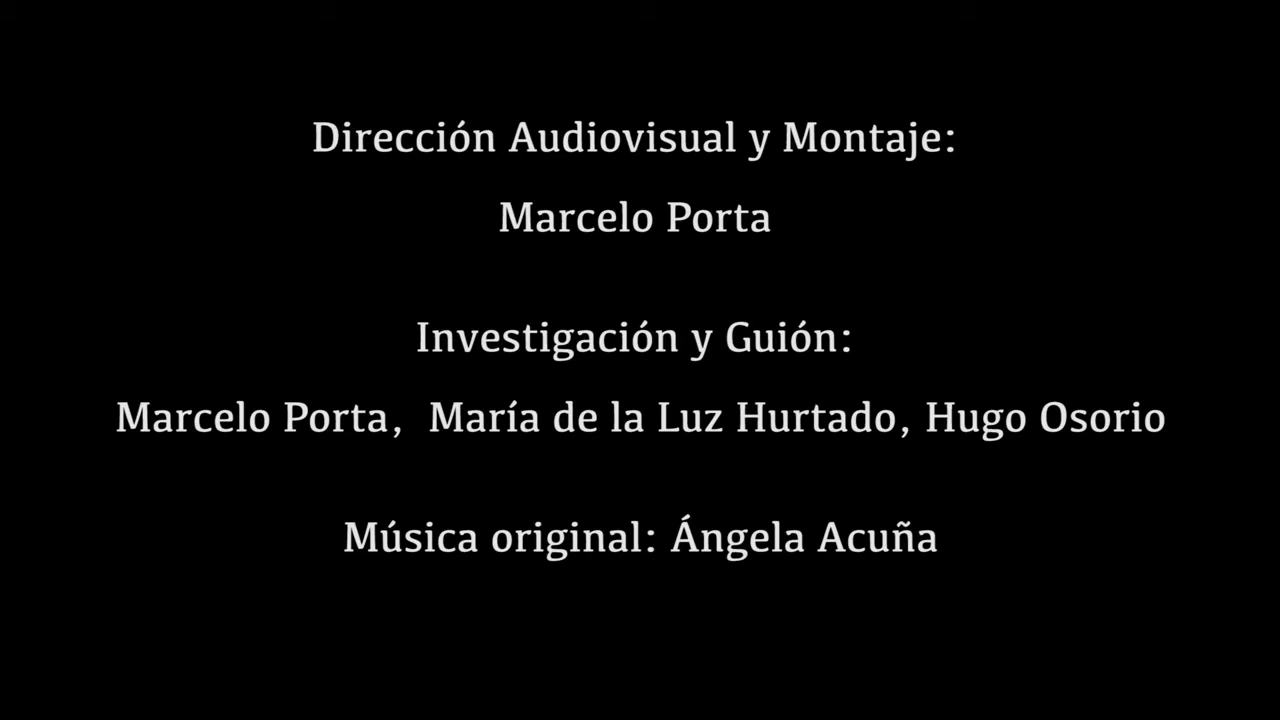 Dirección Audiovisual y Montaje:
Marcelo Porta
Investigación y Guión:
Marcelo Porta, María de la Luz Hurtado, Hugo Osorio
Música original: Ángela Acuña